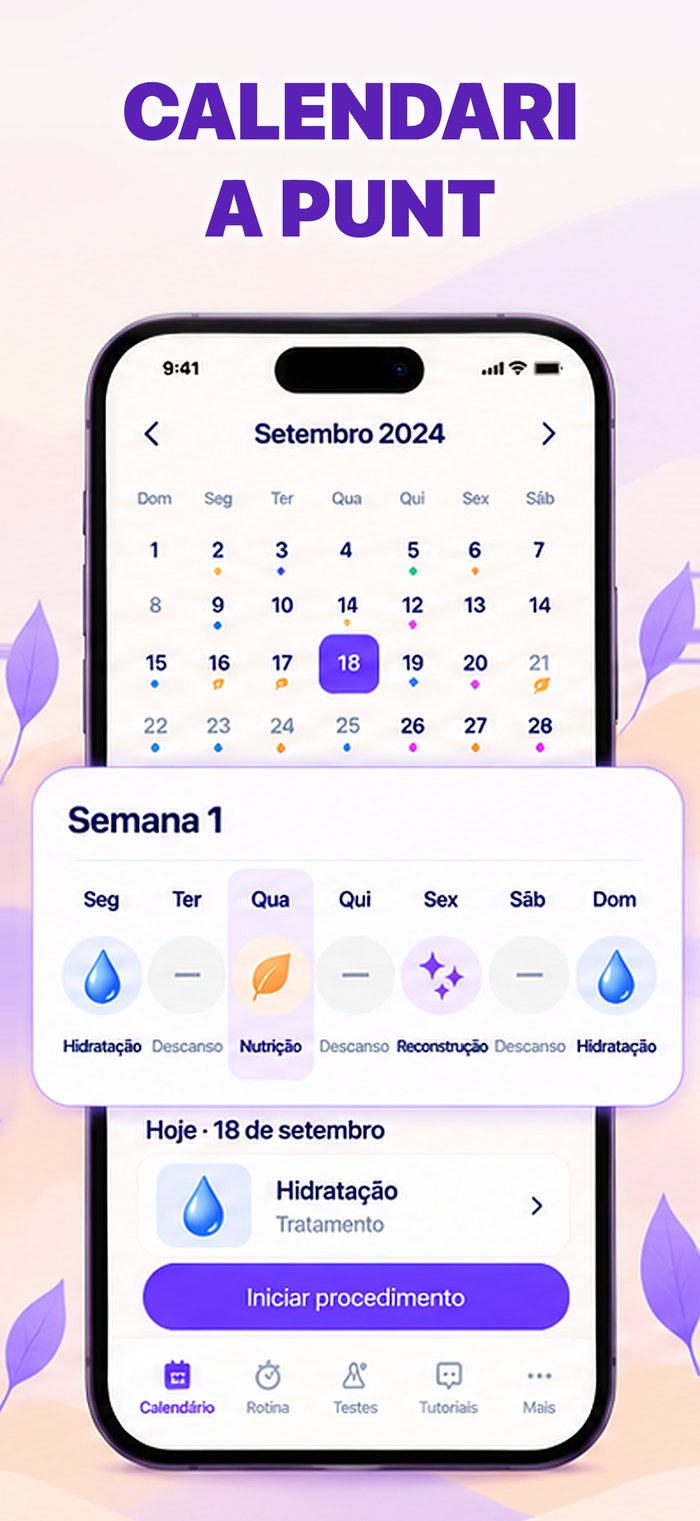 CALENDARI
A PUNT
9:41
Setembro 2024
Dom Seg Ter Qua Qui Sex Sáb
1 2 3 4 5 6 7
8 9 10 14 12 13 14
15 16 17 18 19 20 21
22 23 24 25 26 27 28
Semana 1
Seg Ter Qua Qui Sex Sāb Dom
Hidratação Descanso Nutrição Descanso Reconstrução Descanso Hidratação
Hoje · 18 de setembro
Hidratação
Tratamento
Iniciar procedimento
Calendário Rotina Testes Tutoriais Mais